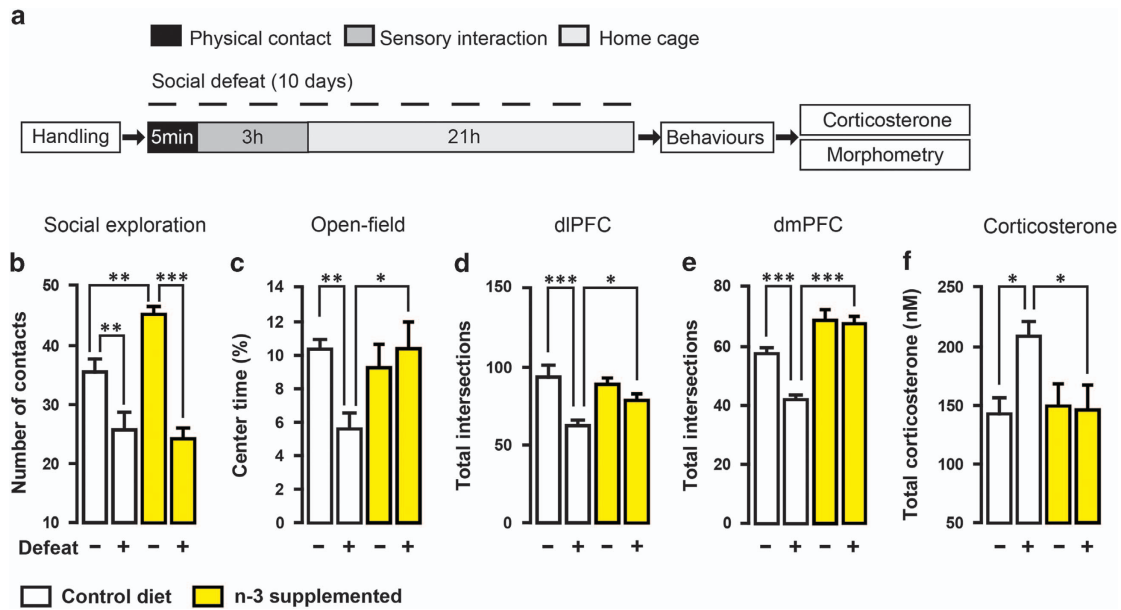 a
Physical contact Sensory interaction Home cage
Social defeat (10 days)
Handling 5min 3h 21h Behaviours Corticosterone
Morphometry
Social exploration Open-field dlPFC dmPFC Corticosterone
b c d e f
** *** ** * *** * *** *** * *
**
Number of contacts
50
40
30
20
10
Center time (%)
14
12
10
8
6
4
2
0
Total intersections
150
100
50
0
Total intersections
80
60
40
20
0
Total corticosterone (nM)
250
200
150
100
50
Defeat – + – + – + – + – + – + – + – + – + – +
Control diet n-3 supplemented